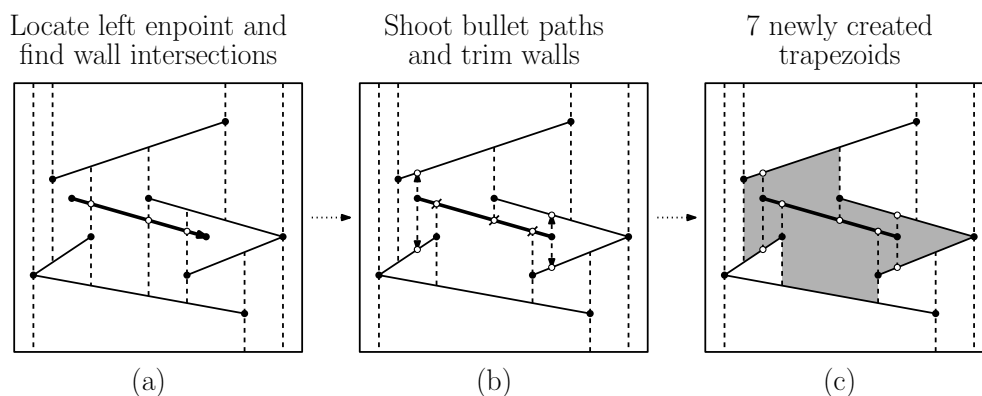 Locate left enpoint and
find wall intersections
Shoot bullet paths
and trim walls
7 newly created
trapezoids
(a)
(b)
(c)